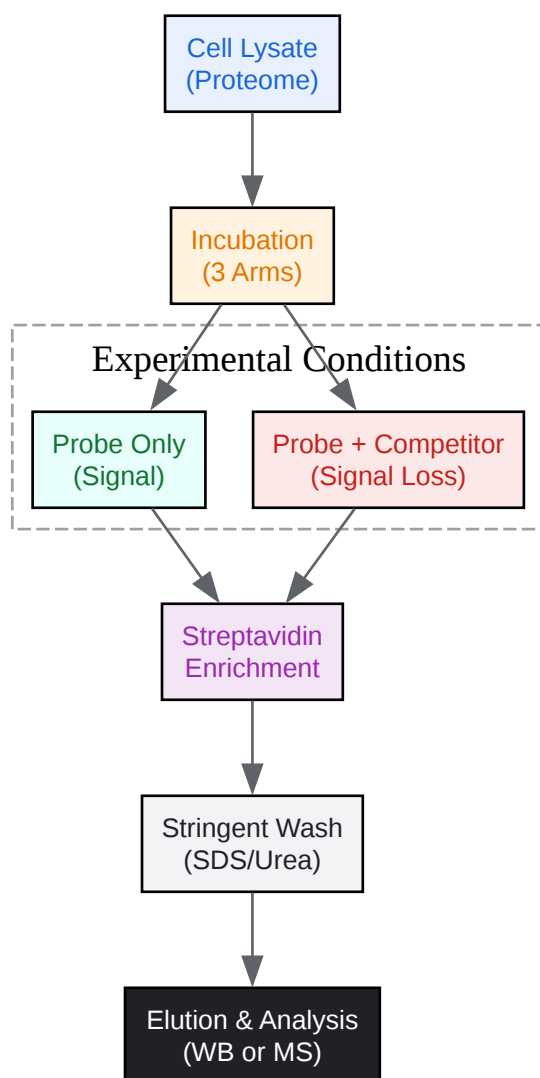 Cell Lysate
(Proteome)
Incubation
(3 Arms)
Experimental Conditions
Probe Only
(Signal)
Probe + Competitor
(Signal Loss)
Streptavidin
Enrichment
Stringent Wash
(SDS/Urea)
Elution & Analysis
(WB or MS)